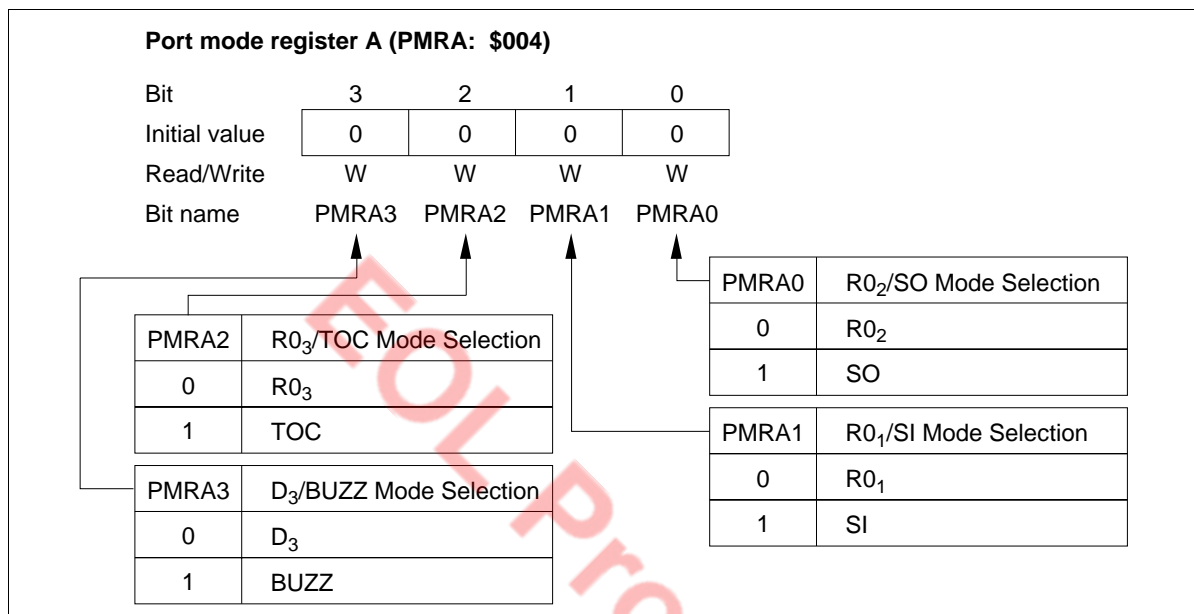 Port mode register A (PMRA: $004)
Bit 3 2 1 0
Initial value 0 0 0 0
Read/Write W W W W
Bit name PMRA3 PMRA2 PMRA1 PMRA0
PMRA2 R0₃/TOC Mode Selection
0 R0₃
1 TOC
PMRA3 D₃/BUZZ Mode Selection
0 D₃
1 BUZZ
PMRA0 R0₂/SO Mode Selection
0 R0₂
1 SO
PMRA1 R0₁/SI Mode Selection
0 R0₁
1 SI
EOL Pro